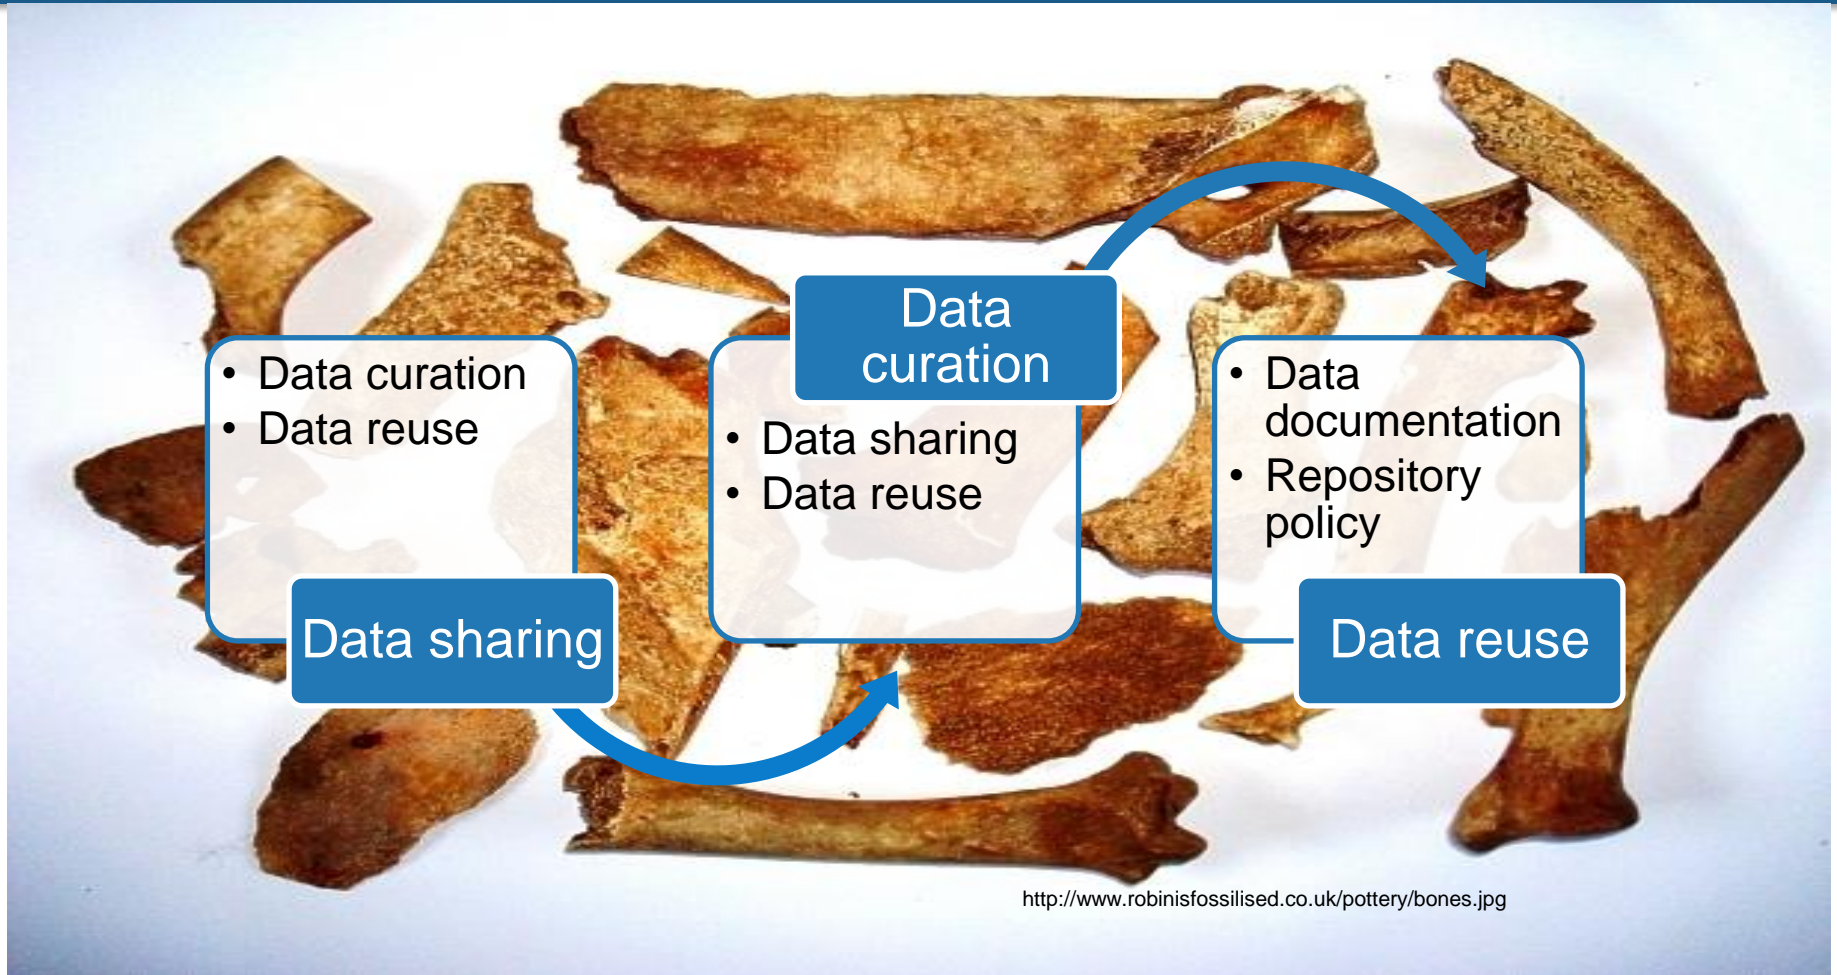 • Data curation
• Data reuse
Data sharing
Data
curation
• Data sharing
• Data reuse
• Data
documentation
• Repository
policy
Data reuse
http://www.robinisfossilised.co.uk/pottery/bones.jpg